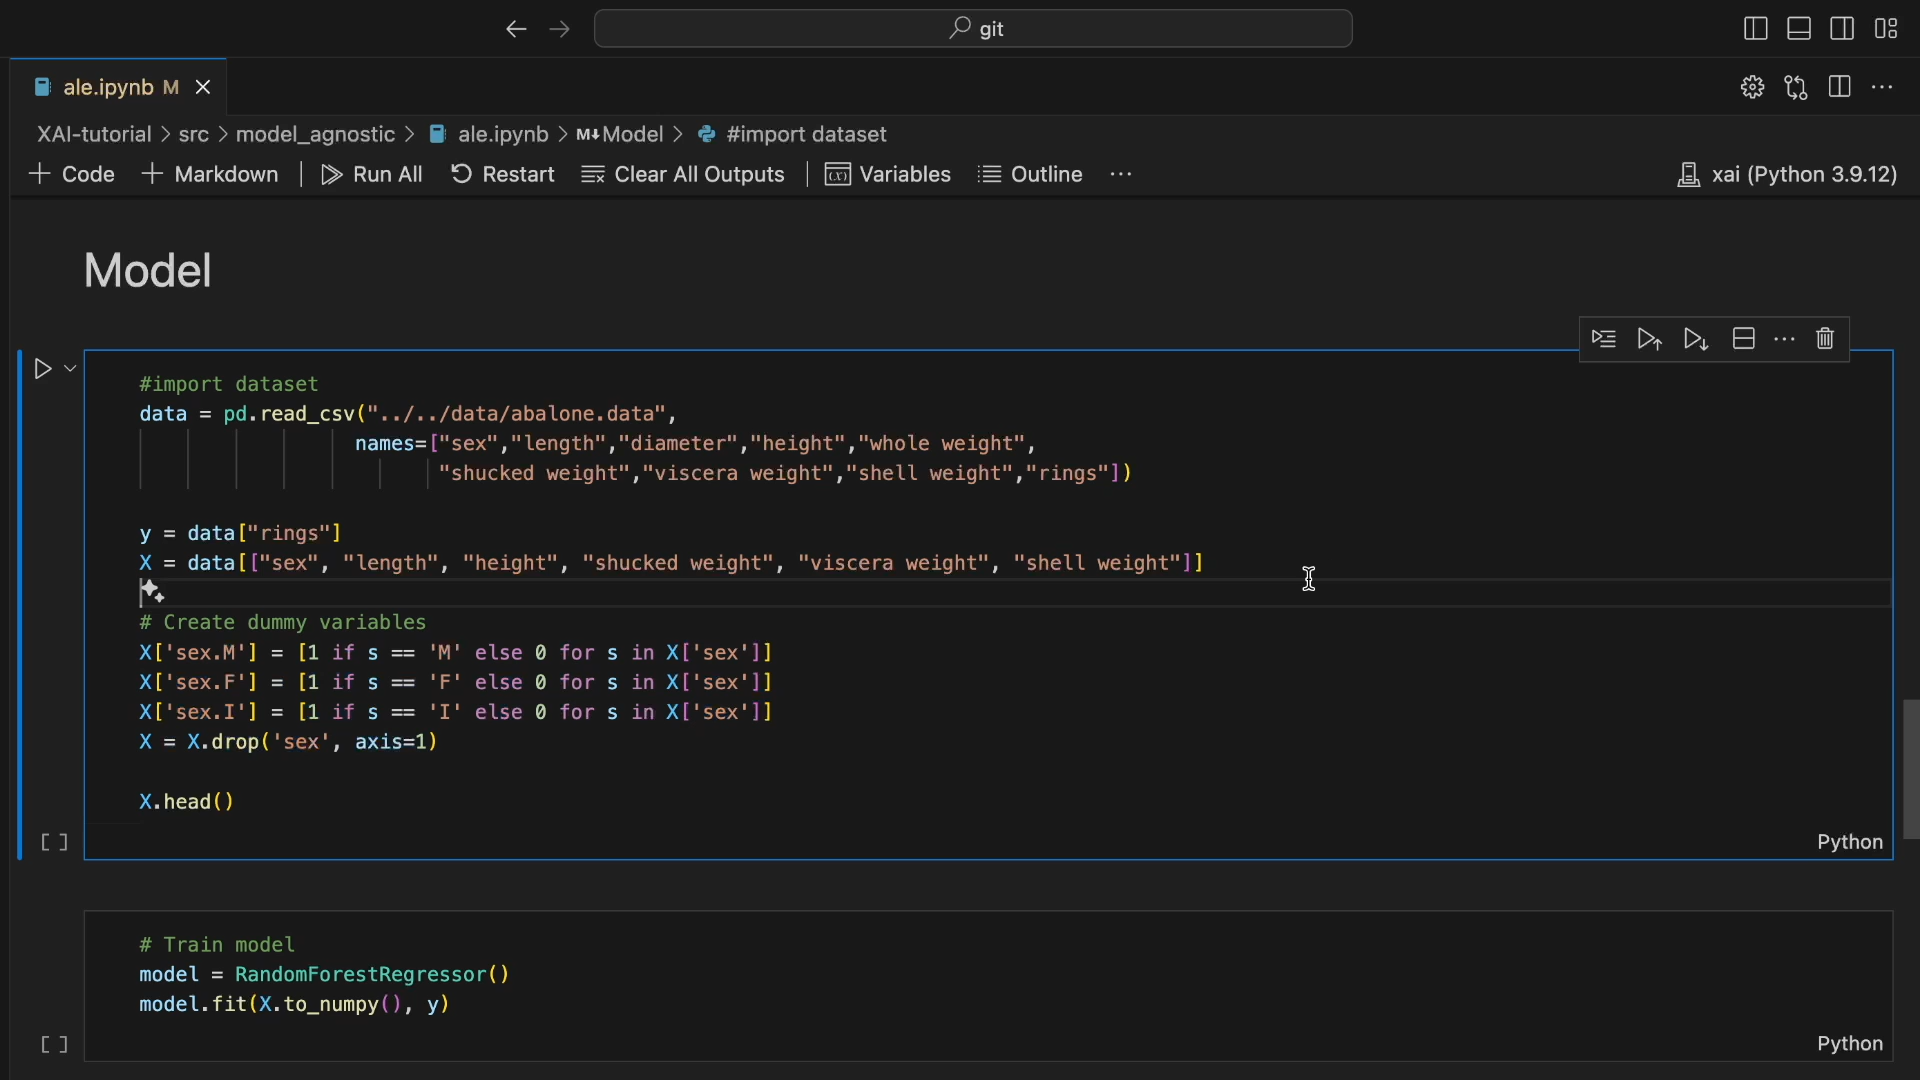 git
ale.ipynb M
XAI-tutorial > src > model_agnostic > ale.ipynb > M↓Model > #import dataset
+ Code + Markdown Run All Restart Clear All Outputs Variables Outline ... xai (Python 3.9.12)
Model
#import dataset
data = pd.read_csv("../../data/abalone.data",
names=["sex","length","diameter","height","whole weight",
"shucked weight","viscera weight","shell weight","rings"])
y = data["rings"]
X = data[["sex", "length", "height", "shucked weight", "viscera weight", "shell weight"]]
# Create dummy variables
X['sex.M'] = [1 if s == 'M' else 0 for s in X['sex']]
X['sex.F'] = [1 if s == 'F' else 0 for s in X['sex']]
X['sex.I'] = [1 if s == 'I' else 0 for s in X['sex']]
X = X.drop('sex', axis=1)
X.head()
[ ] Python
# Train model
model = RandomForestRegressor()
model.fit(X.to_numpy(), y)
[ ] Python